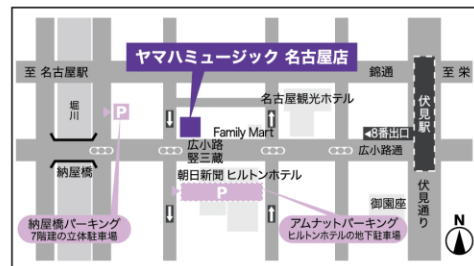 ヤマハミュージック 名古屋店
至 名古屋駅
錦通
至 栄
堀川
P
名古屋観光ホテル
伏見駅
Family Mart
◀8番出口
広小路
竪三蔵
広小路通
納屋橋
朝日新聞 ヒルトンホテル
P
御園座
伏見通り
納屋橋パーキング
7階建の立体駐車場
アムナットパーキング
ヒルトンホテルの地下駐車場
N